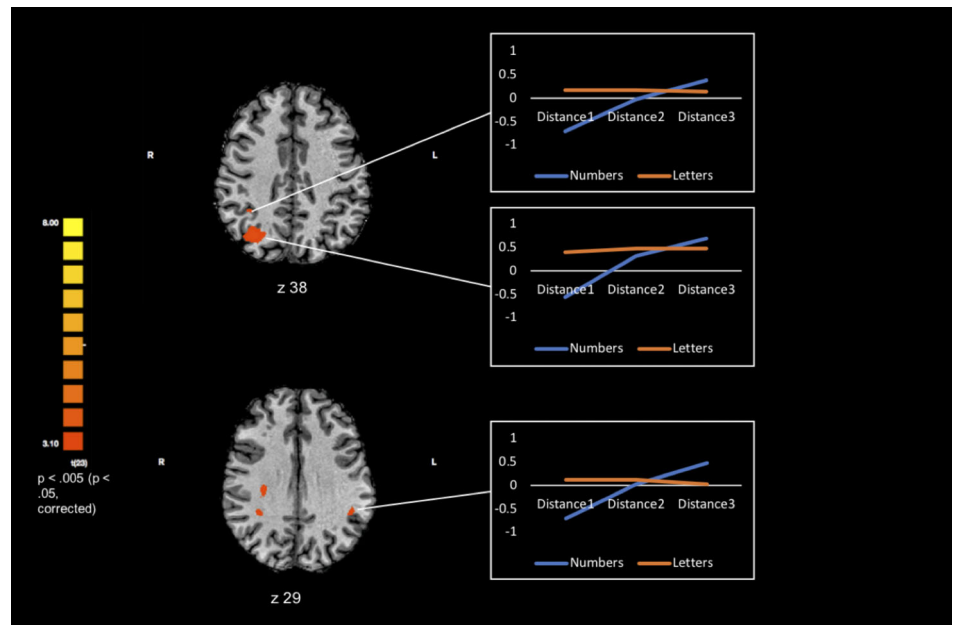 1
0.5
0
-0.5
-1
Distance1 Distance2 Distance3
Numbers Letters
R L
8.00
3.10
t(23)
p < .005 (p <
.05,
corrected)
z 38
1
0.5
0
-0.5
-1
Distance1 Distance2 Distance3
Numbers Letters
R L
z 29
1
0.5
0
-0.5
-1
Distance1 Distance2 Distance3
Numbers Letters